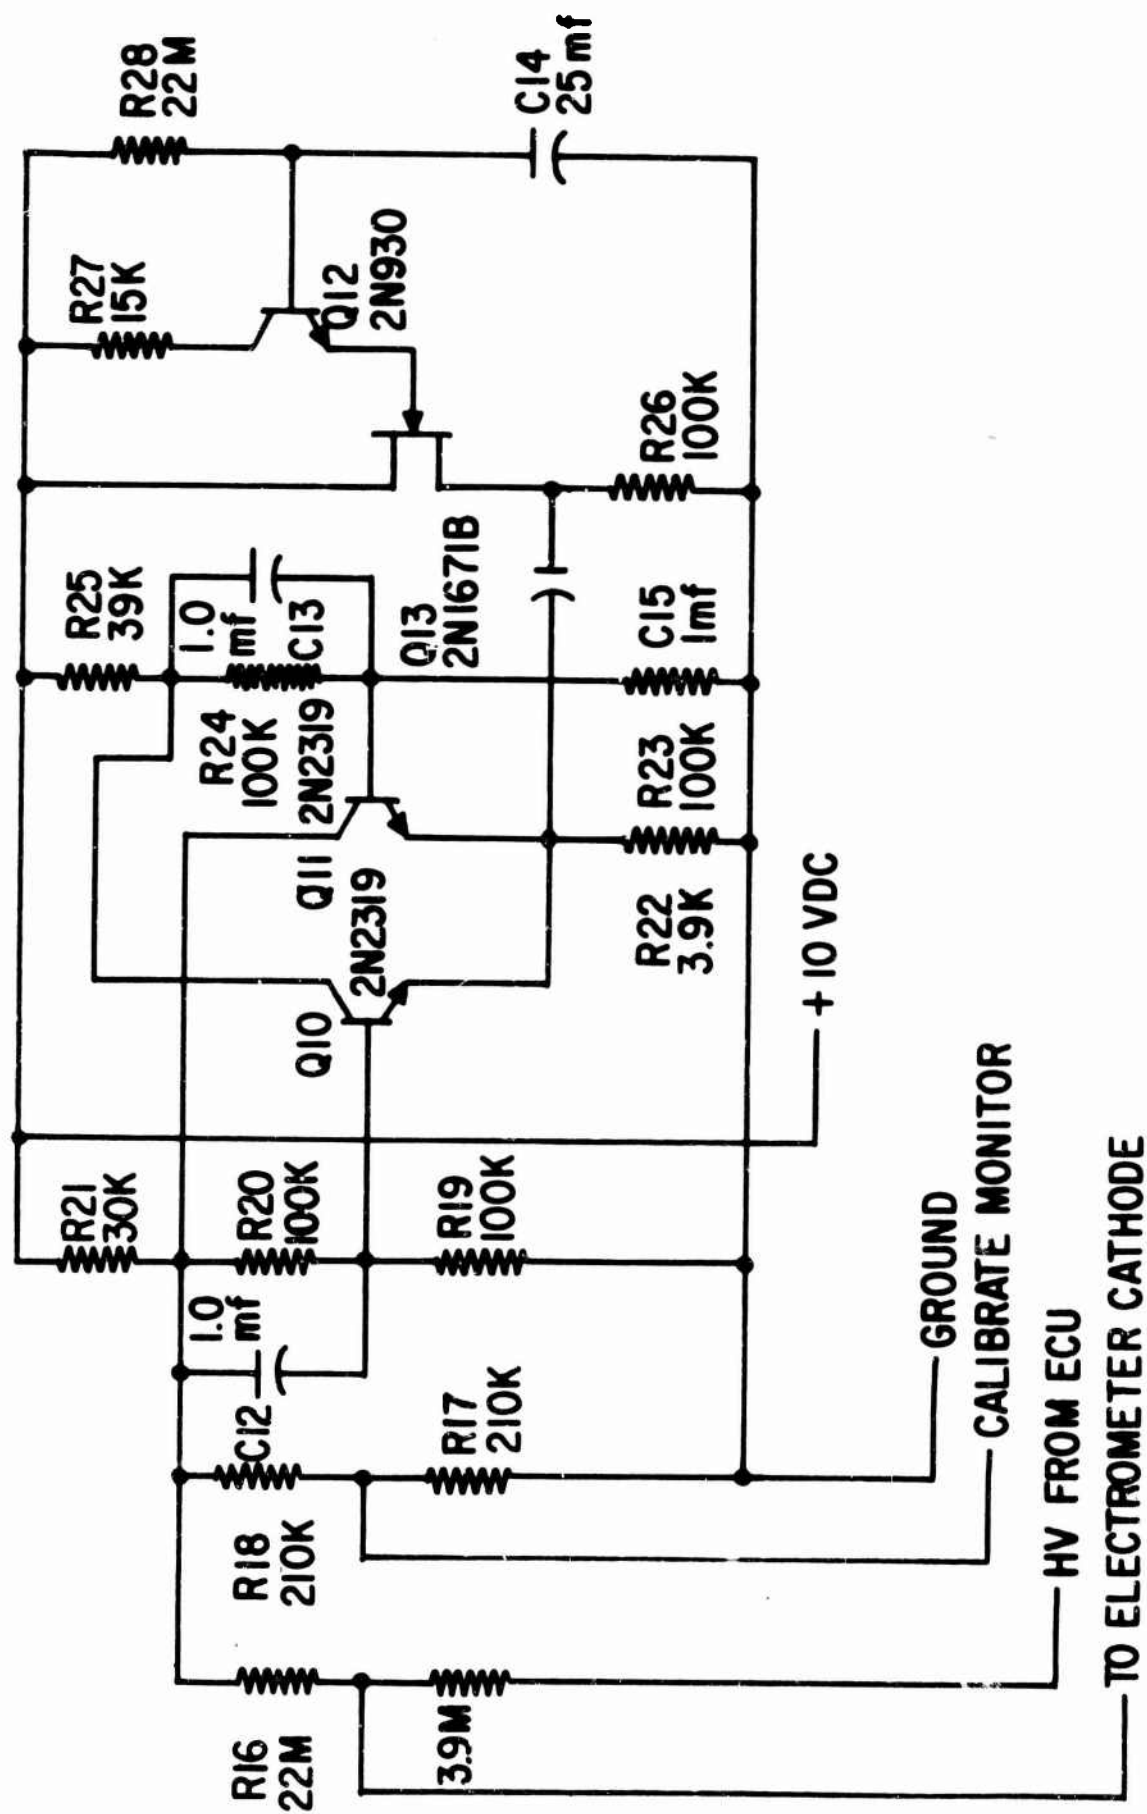 R28
22M
C14
25mf
R27
15K
Q12
2N930
R26
100K
R25
39K
1.0
mf
C13
Q13
2N1671B
C15
1mf
R24
100K
2N2319
Q11
R23
100K
2N2319
Q10
R22
3.9K
+ 10 VDC
R21
30K
R20
100K
R19
100K
1.0
mf
C12
R17
210K
R18
210K
R16
22M
3.9M
GROUND
CALIBRATE MONITOR
HV FROM ECU
TO ELECTROMETER CATHODE